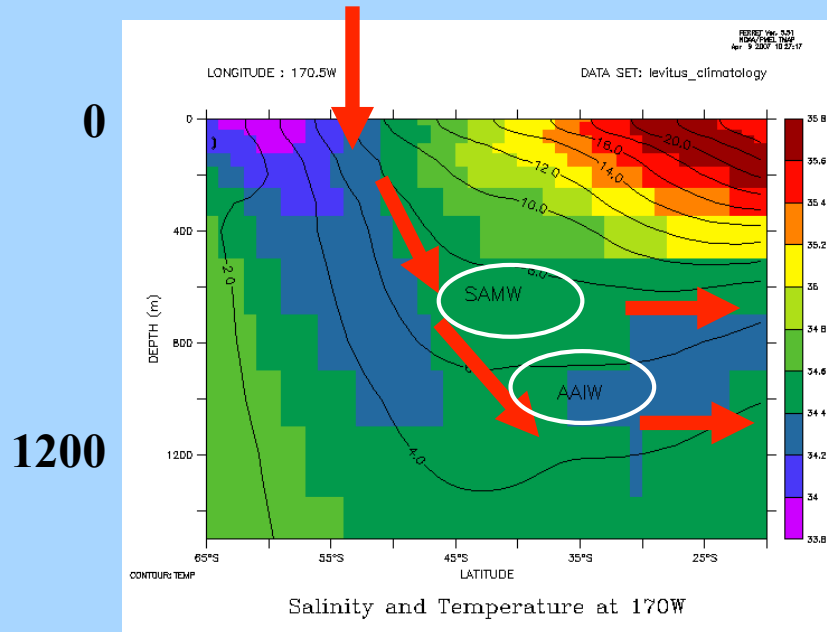 FERRET Ver. 5.51
NOAA/PMEL TMAP
Apr 9 2007 10:27:17
LONGITUDE : 170.5W
DATA SET: levitus_climatology
0
1200
0
400
800
1200
DEPTH (m)
2.0
4.0
8.0
10.0
12.0
14.0
16.0
20.0
SAMW
AAIW
35.8
35.6
35.4
35.2
35
34.8
34.6
34.4
34.2
34
33.8
65°S
55°S
45°S
35°S
25°S
LATITUDE
CONTOUR: TEMP
Salinity and Temperature at 170W